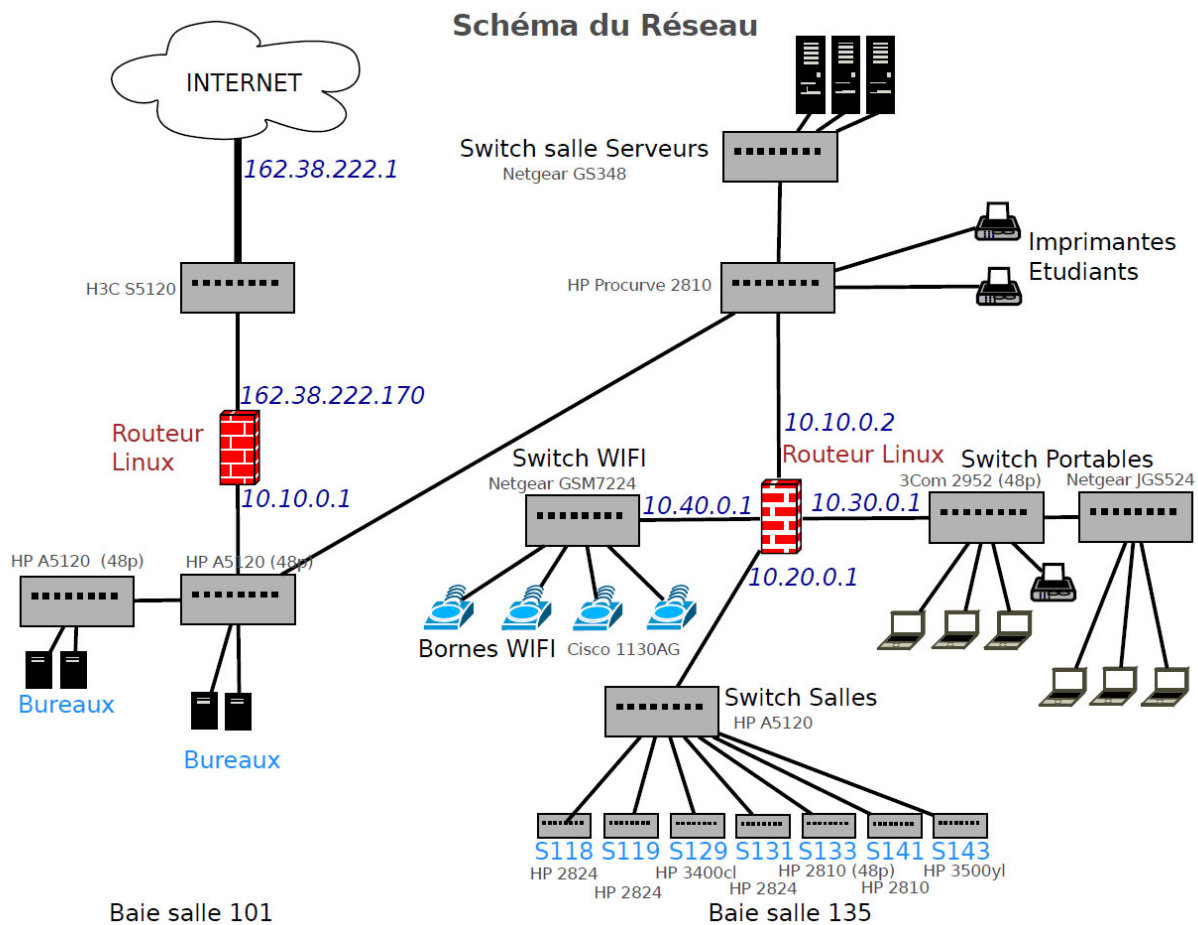 Schéma du Réseau
INTERNET
162.38.222.1
Switch salle Serveurs
Netgear GS348
H3C S5120
HP Procurve 2810
Imprimantes
Etudiants
162.38.222.170
Routeur
Linux
10.10.0.1
10.10.0.2
Routeur Linux
Switch WIFI
Netgear GSM7224
10.40.0.1
10.30.0.1
Switch Portables
3Com 2952 (48p)
Netgear JGS524
10.20.0.1
HP A5120 (48p)
HP A5120 (48p)
Bureaux
Bureaux
Bornes WIFI
Cisco 1130AG
Switch Salles
HP A5120
S118
HP 2824
S119
HP 2824
S129
HP 3400cl
S131
HP 2824
S133
HP 2810 (48p)
S141
HP 2810
S143
HP 3500yl
Baie salle 101
Baie salle 135